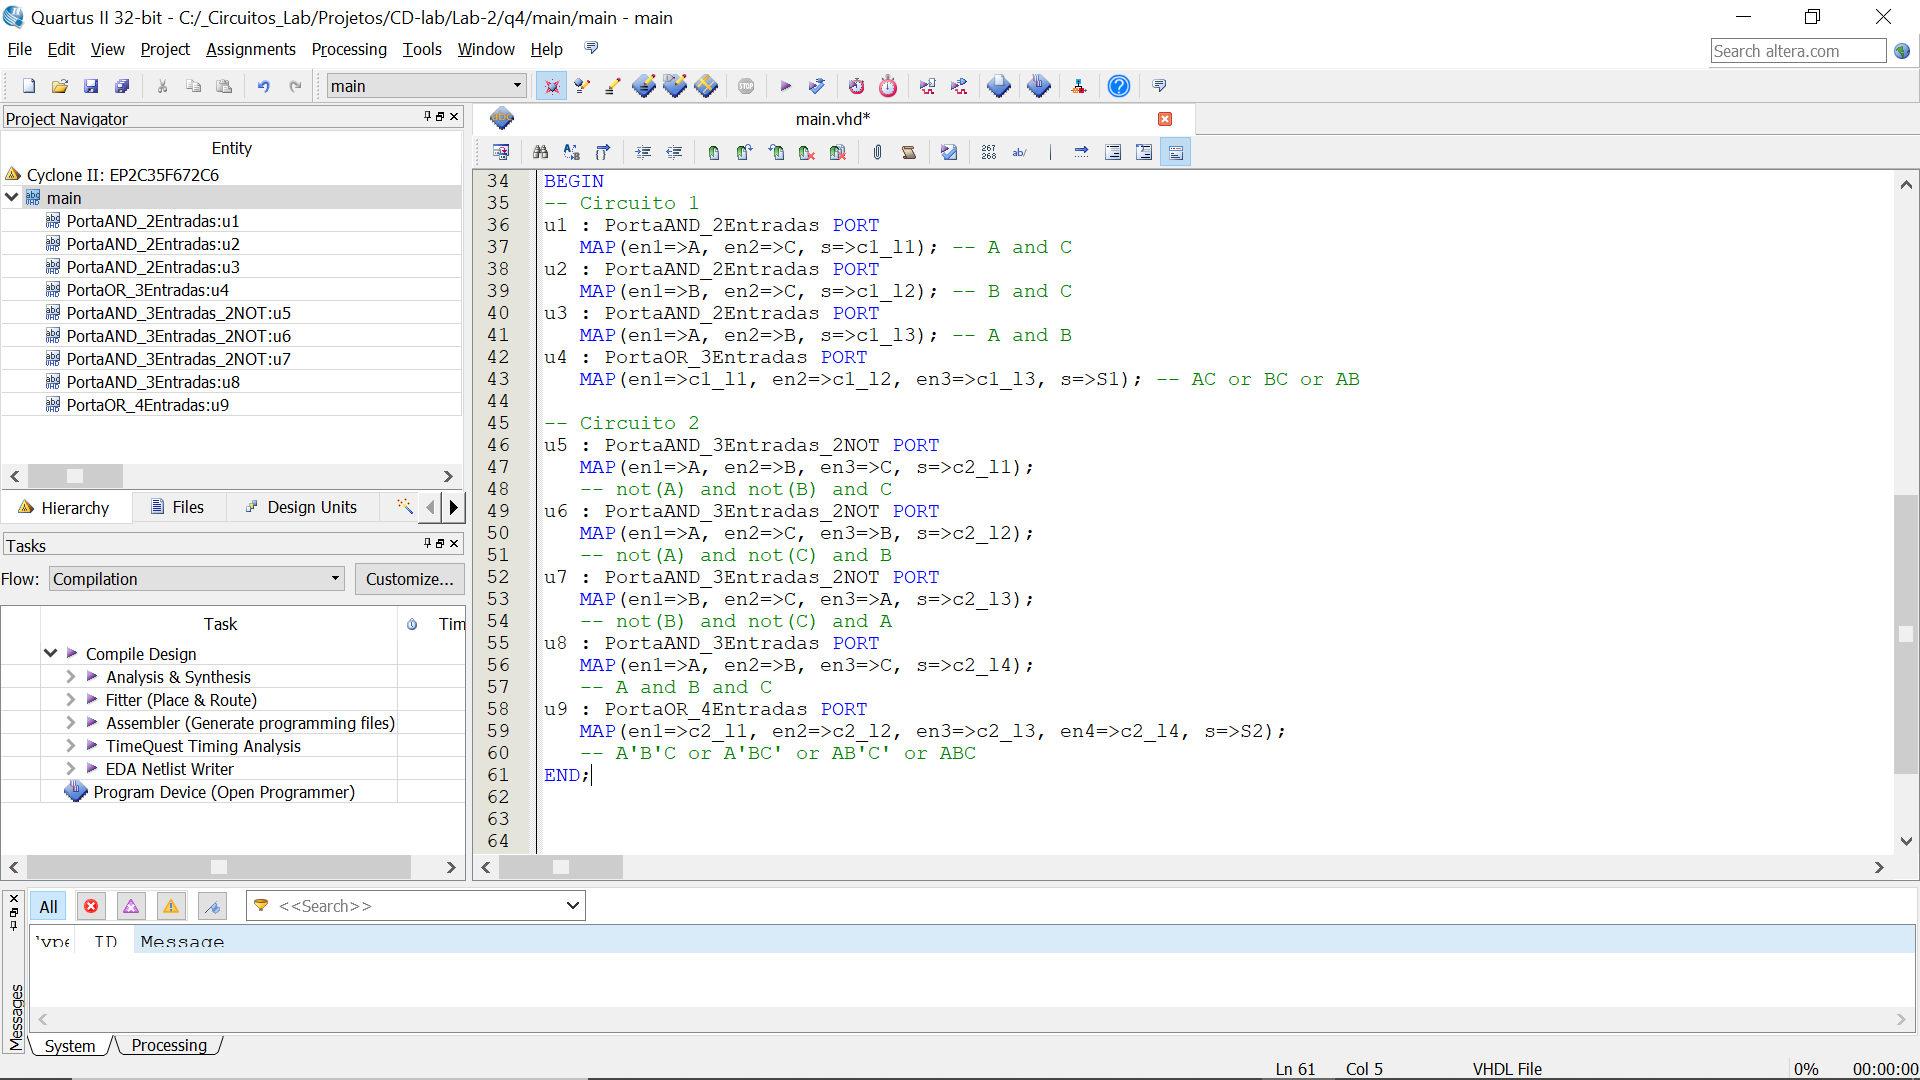 Quartus II 32-bit - C:/_Circuitos_Lab/Projetos/CD-lab/Lab-2/q4/main/main - main
File Edit View Project Assignments Processing Tools Window Help
Search altera.com
main
Project Navigator
Entity
Cyclone II: EP2C35F672C6
main
PortaAND_2Entradas:u1
PortaAND_2Entradas:u2
PortaAND_2Entradas:u3
PortaOR_3Entradas:u4
PortaAND_3Entradas_2NOT:u5
PortaAND_3Entradas_2NOT:u6
PortaAND_3Entradas_2NOT:u7
PortaAND_3Entradas:u8
PortaOR_4Entradas:u9
Hierarchy Files Design Units
Tasks
Flow: Compilation Customize...
Task Tim
Compile Design
Analysis & Synthesis
Fitter (Place & Route)
Assembler (Generate programming files)
TimeQuest Timing Analysis
EDA Netlist Writer
Program Device (Open Programmer)
main.vhd*
267
268
ab/
34 BEGIN
35 -- Circuito 1
36 u1 : PortaAND_2Entradas PORT
37 MAP(en1=>A, en2=>C, s=>c1_l1); -- A and C
38 u2 : PortaAND_2Entradas PORT
39 MAP(en1=>B, en2=>C, s=>c1_l2); -- B and C
40 u3 : PortaAND_2Entradas PORT
41 MAP(en1=>A, en2=>B, s=>c1_l3); -- A and B
42 u4 : PortaOR_3Entradas PORT
43 MAP(en1=>c1_l1, en2=>c1_l2, en3=>c1_l3, s=>S1); -- AC or BC or AB
44
45 -- Circuito 2
46 u5 : PortaAND_3Entradas_2NOT PORT
47 MAP(en1=>A, en2=>B, en3=>C, s=>c2_l1);
48 -- not(A) and not(B) and C
49 u6 : PortaAND_3Entradas_2NOT PORT
50 MAP(en1=>A, en2=>C, en3=>B, s=>c2_l2);
51 -- not(A) and not(C) and B
52 u7 : PortaAND_3Entradas_2NOT PORT
53 MAP(en1=>B, en2=>C, en3=>A, s=>c2_l3);
54 -- not(B) and not(C) and A
55 u8 : PortaAND_3Entradas PORT
56 MAP(en1=>A, en2=>B, en3=>C, s=>c2_l4);
57 -- A and B and C
58 u9 : PortaOR_4Entradas PORT
59 MAP(en1=>c2_l1, en2=>c2_l2, en3=>c2_l3, en4=>c2_l4, s=>S2);
60 -- A'B'C or A'BC' or AB'C' or ABC
61 END;
62
63
64
All <<Search>>
ID Message
Messages
System Processing
Ln 61 Col 5 VHDL File 0% 00:00:00